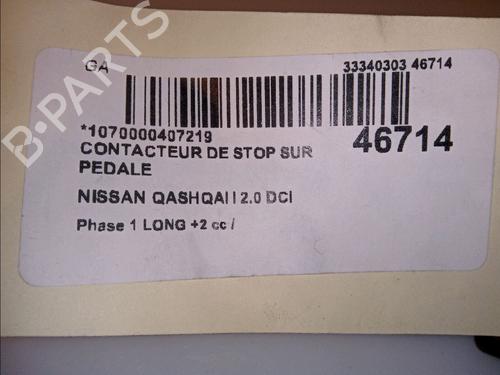 GA 33340303 46714
*1070000407219 46714
CONTACTEUR DE STOP SUR
PEDALE
NISSAN QASHQAI I 2.0 DCI
Phase 1 LONG +2 cc /
B-PARTS